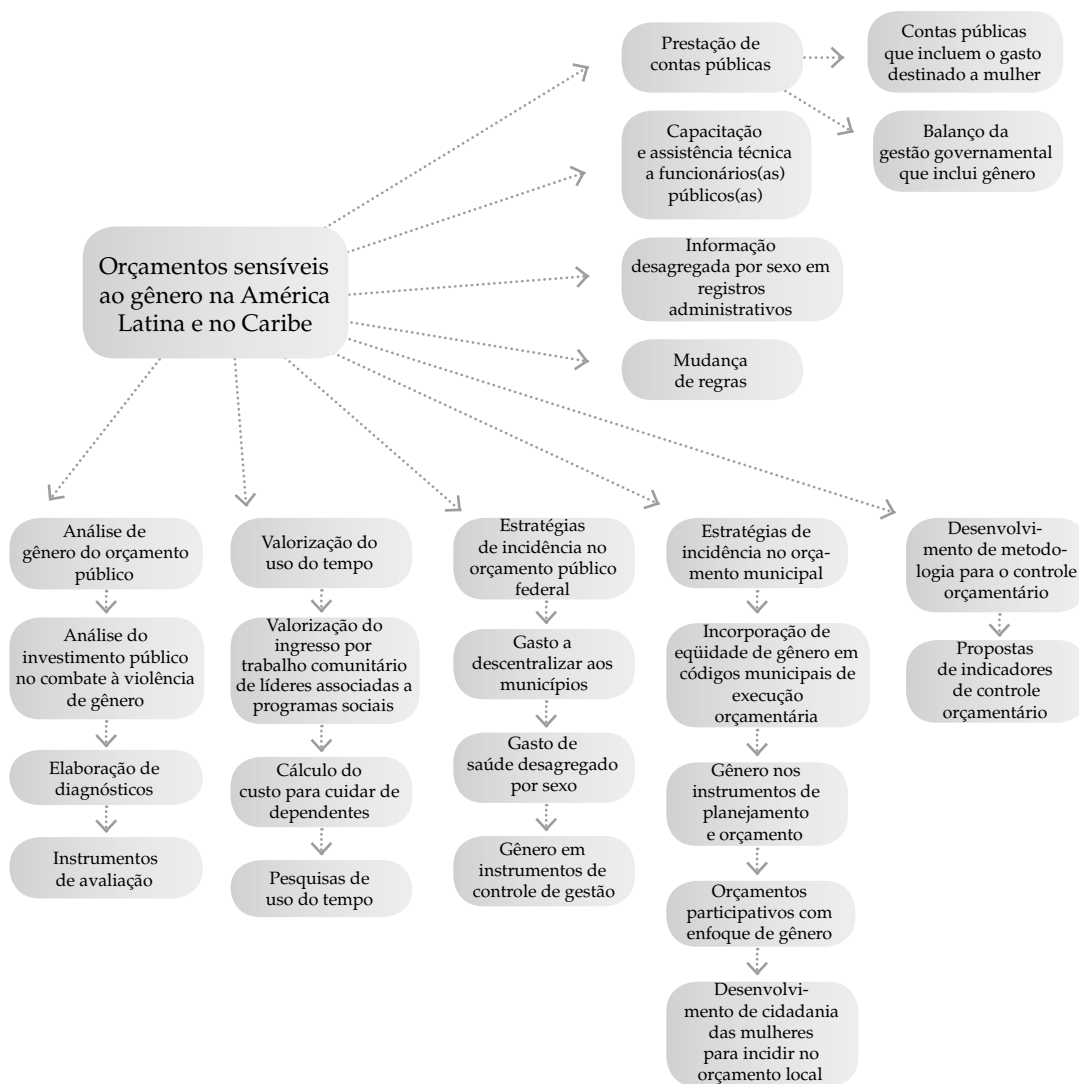 Prestação de
contas públicas
Contas públicas
que incluem o gasto
destinado a mulher
Balanço da
gestão governamental
que inclui gênero
Capacitação
e assistência técnica
a funcionários(as)
públicos(as)
Orçamentos sensíveis
ao gênero na América
Latina e no Caribe
Informação
desagregada por sexo em
registros
administrativos
Mudança
de regras
Análise de
gênero do orçamento
público
Análise do
investimento público
no combate à violência
de gênero
Elaboração de
diagnósticos
Instrumentos
de avaliação
Valorização do
uso do tempo
Valorização do
ingresso por
trabalho comunitário
de líderes associadas a
programas sociais
Cálculo do
custo para cuidar de
dependentes
Pesquisas de
uso do tempo
Estratégias
de incidência no
orçamento público
federal
Gasto a
descentralizar aos
municípios
Gasto de
saúde desagregado
por sexo
Gênero em
instrumentos de
controle de gestão
Estratégias de
incidência no orça-
mento municipal
Incorporação de
eqüidade de gênero em
códigos municipais de
execução
orçamentária
Gênero nos
instrumentos de
planejamento
e orçamento
Orçamentos
participativos com
enfoque de gênero
Desenvolvi-
mento de cidadania
das mulheres
para incidir no
orçamento local
Desenvolvi-
mento de metodo-
logia para o controle
orçamentário
Propostas
de indicadores
de controle
orçamentário